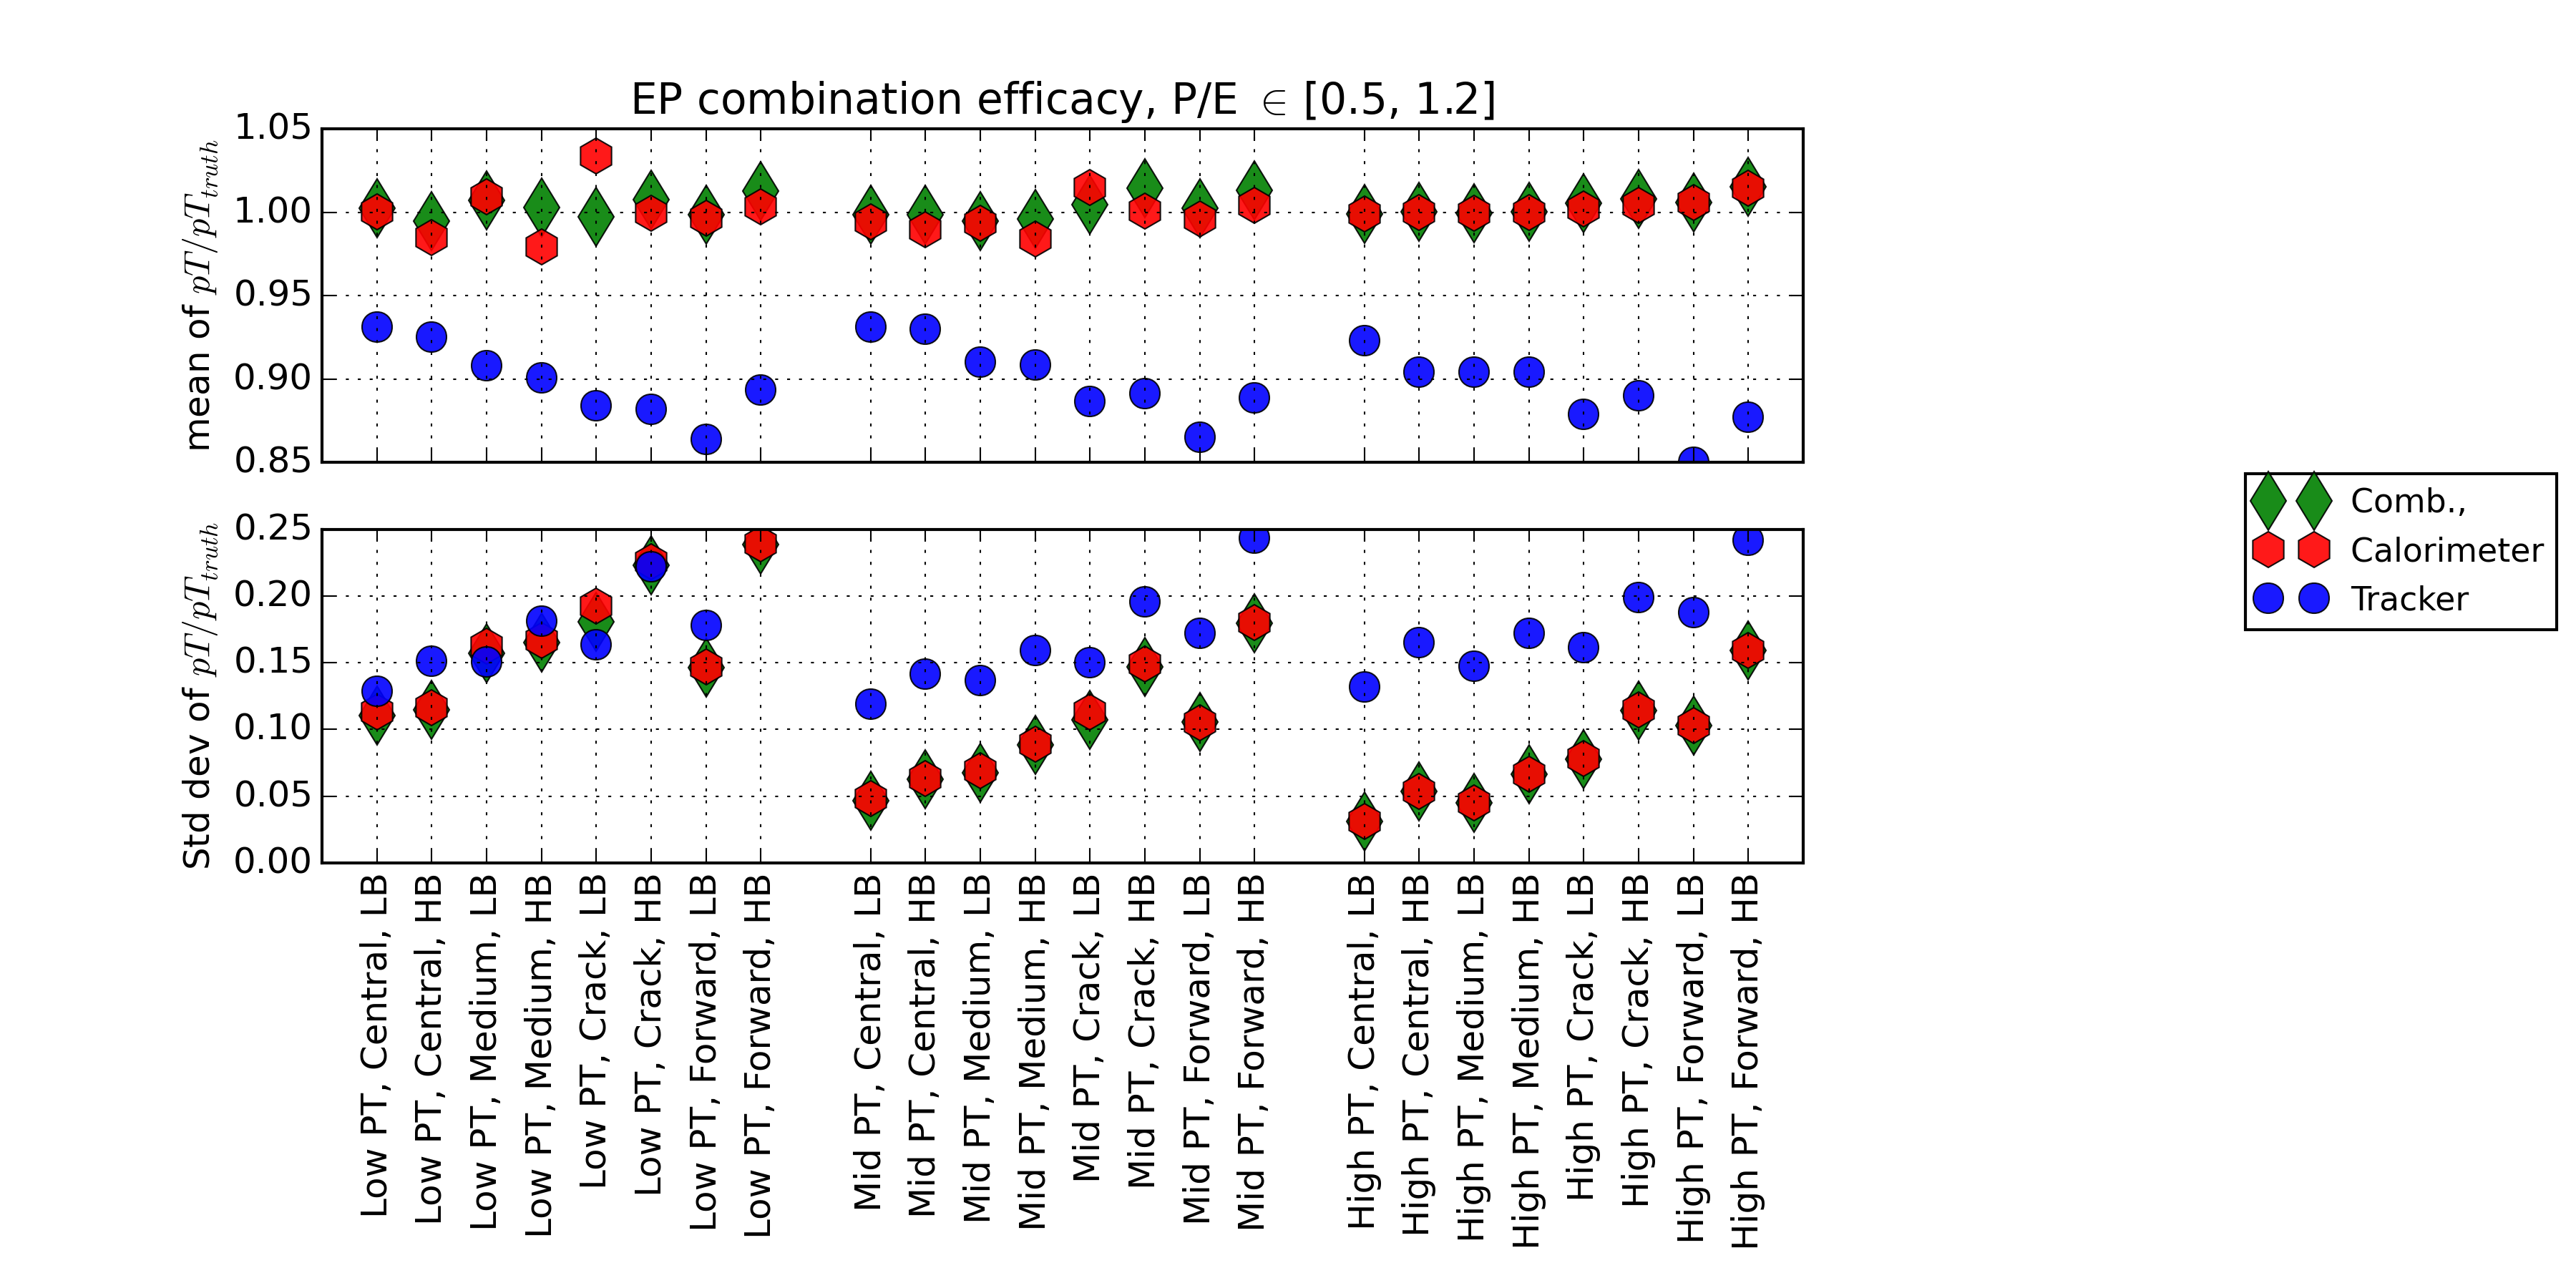 EP combination efficacy, P/E ∈ [0.5, 1.2]
mean of pT/pT_truth
1.05
1.00
0.95
0.90
0.85
Std dev of pT/pT_truth
0.25
0.20
0.15
0.10
0.05
0.00
Low PT, Central, LB
Low PT, Central, HB
Low PT, Medium, LB
Low PT, Medium, HB
Low PT, Crack, LB
Low PT, Crack, HB
Low PT, Forward, LB
Low PT, Forward, HB
Mid PT, Central, LB
Mid PT, Central, HB
Mid PT, Medium, LB
Mid PT, Medium, HB
Mid PT, Crack, LB
Mid PT, Crack, HB
Mid PT, Forward, LB
Mid PT, Forward, HB
High PT, Central, LB
High PT, Central, HB
High PT, Medium, LB
High PT, Medium, HB
High PT, Crack, LB
High PT, Crack, HB
High PT, Forward, LB
High PT, Forward, HB
Comb.,
Calorimeter
Tracker